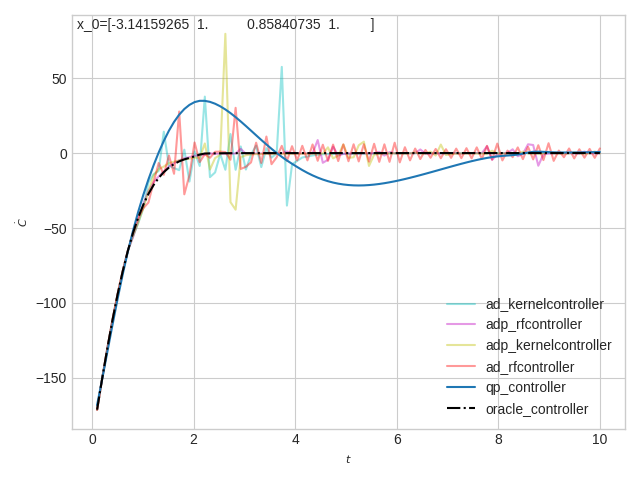 x_0=[-3.14159265  1.          0.85840735  1.        ]
50
0
−50
−100
−150
Ċ
0
2
4
6
8
10
t
ad_kernelcontroller
adp_rfcontroller
adp_kernelcontroller
ad_rfcontroller
qp_controller
oracle_controller